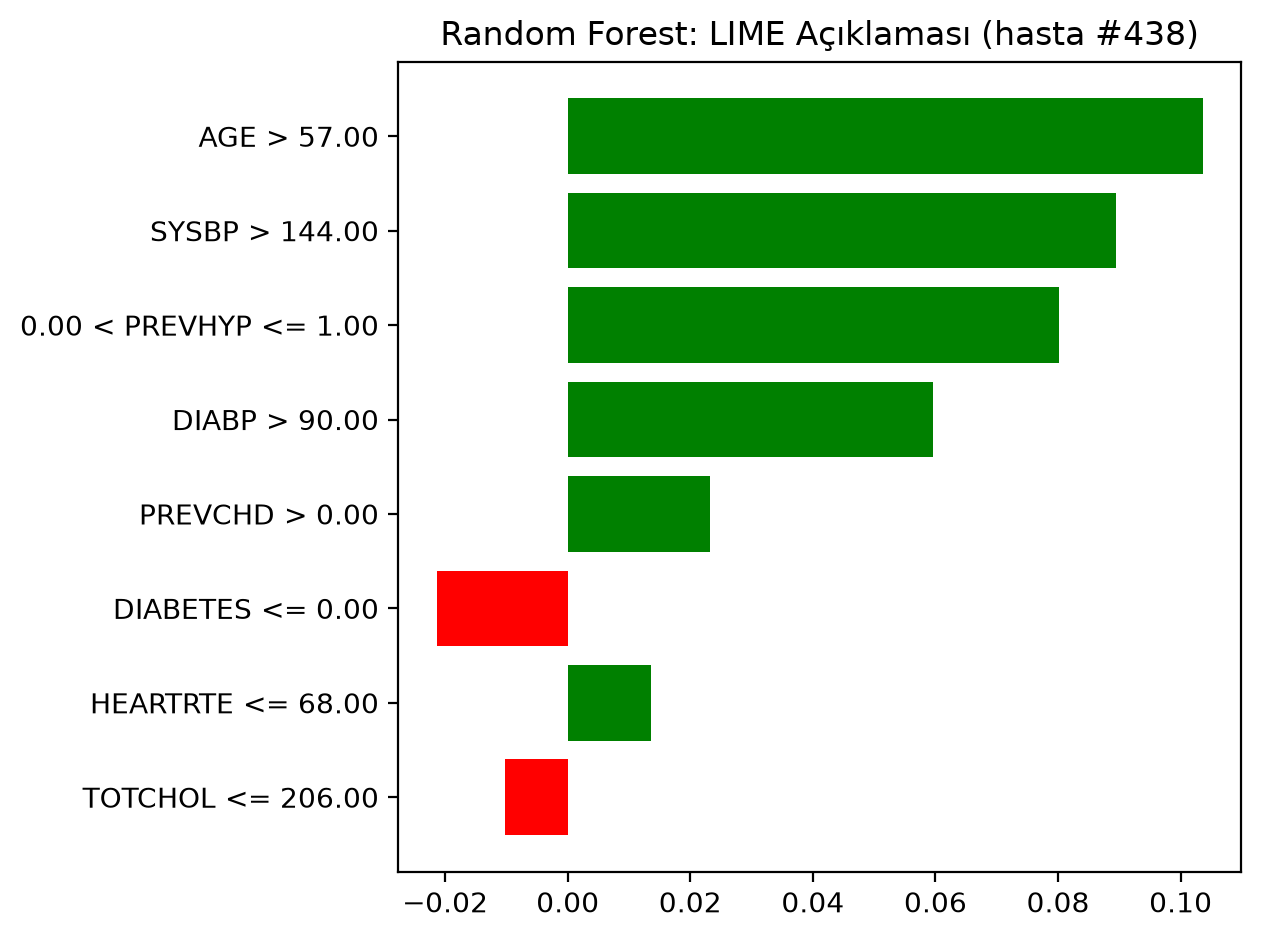 Random Forest: LIME Açıklaması (hasta #438)
AGE > 57.00
SYSBP > 144.00
0.00 < PREVHYP <= 1.00
DIABP > 90.00
PREVCHD > 0.00
DIABETES <= 0.00
HEARTRTE <= 68.00
TOTCHOL <= 206.00
−0.02 0.00 0.02 0.04 0.06 0.08 0.10